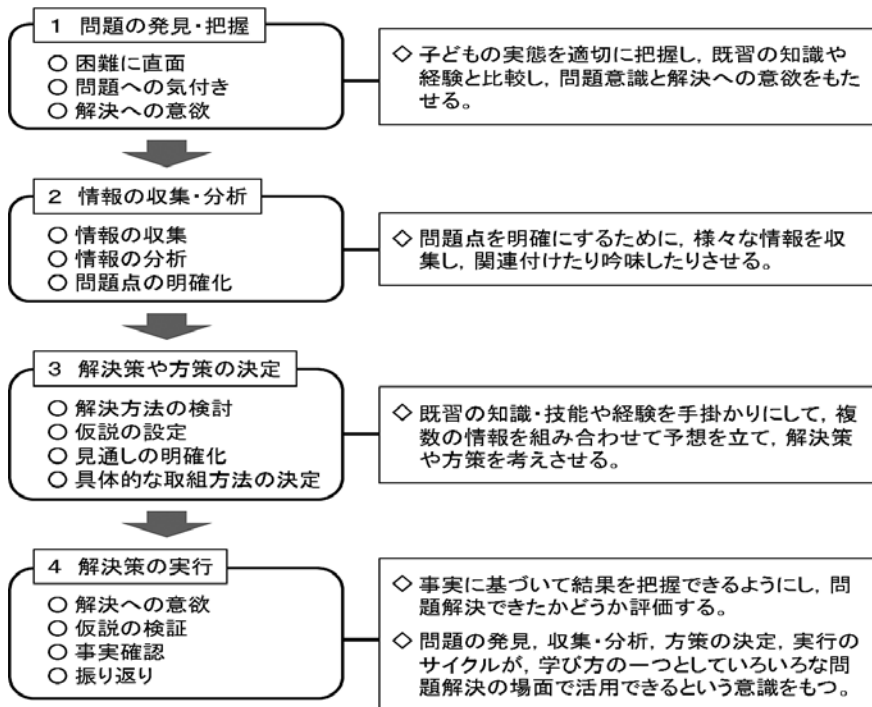 1 問題の発見・把握
○ 困難に直面
○ 問題への気付き
○ 解決への意欲
◇ 子どもの実態を適切に把握し，既習の知識や
経験と比較し，問題意識と解決への意欲をもた
せる。
2 情報の収集・分析
○ 情報の収集
○ 情報の分析
○ 問題点の明確化
◇ 問題点を明確にするために，様々な情報を収
集し，関連付けたり吟味したりさせる。
3 解決策や方策の決定
○ 解決方法の検討
○ 仮説の設定
○ 見通しの明確化
○ 具体的な取組方法の決定
◇ 既習の知識・技能や経験を手掛かりにして，複
数の情報を組み合わせて予想を立て，解決策
や方策を考えさせる。
4 解決策の実行
○ 解決への意欲
○ 仮説の検証
○ 事実確認
○ 振り返り
◇ 事実に基づいて結果を把握できるようにし，問
題解決できたかどうか評価する。
◇ 問題の発見，収集・分析，方策の決定，実行の
サイクルが，学び方の一つとしていろいろな問
題解決の場面で活用できるという意識をもつ。